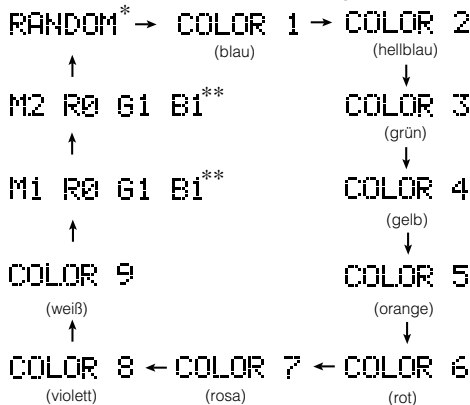 RANDOM* → COLOR 1 → COLOR 2
(blau) (hellblau)
M2 R0 G1 B1** COLOR 3
(grün)
M1 R0 G1 B1** COLOR 4
(gelb)
COLOR 9 COLOR 5
(weiß) (orange)
COLOR 8 ← COLOR 7 ← COLOR 6
(violett) (rosa) (rot)